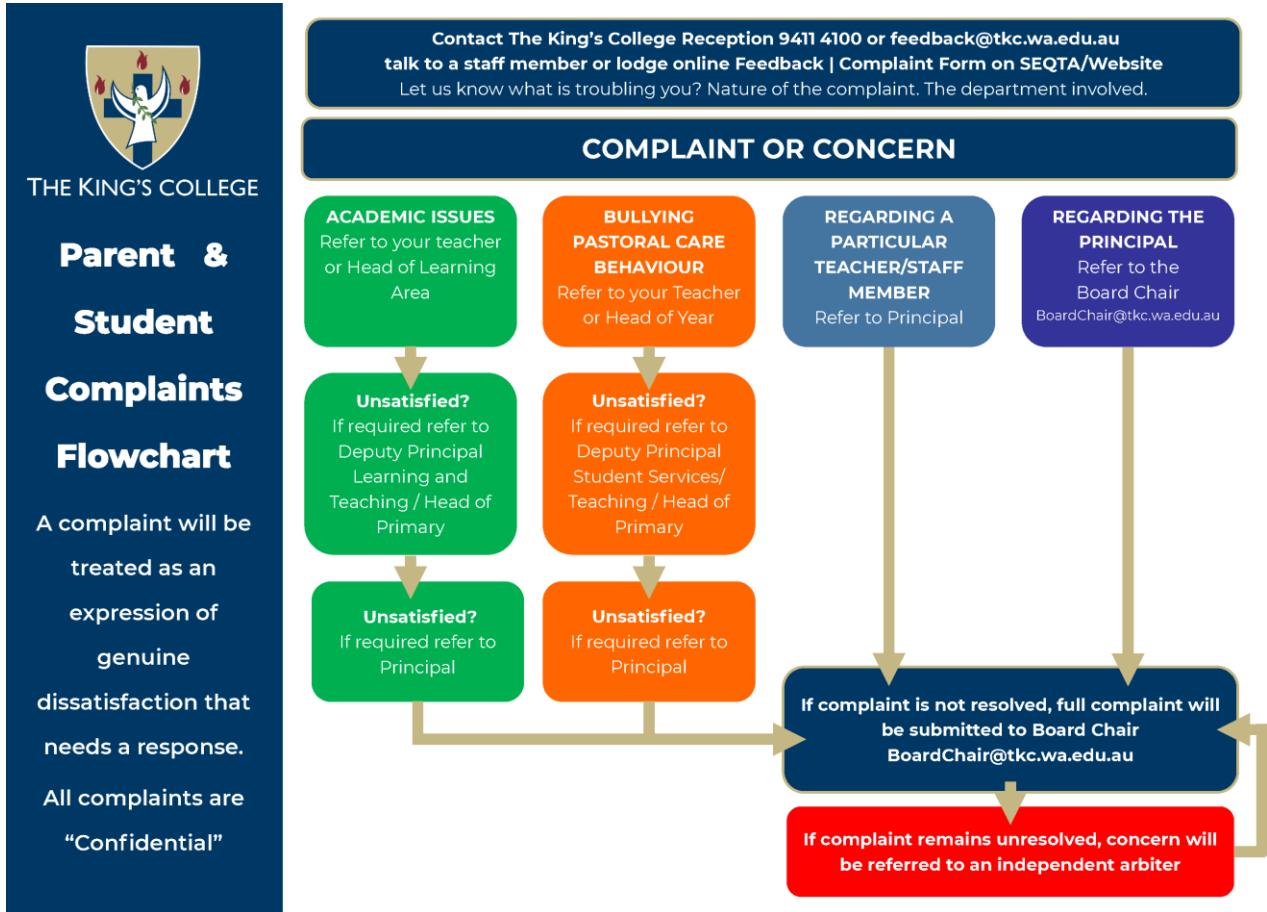 THE KING'S COLLEGE
Parent &
Student
Complaints
Flowchart
A complaint will be
treated as an
expression of
genuine
dissatisfaction that
needs a response.
All complaints are
“Confidential”
Contact The King’s College Reception 9411 4100 or feedback@tkc.wa.edu.au
talk to a staff member or lodge online Feedback | Complaint Form on SEQTA/Website
Let us know what is troubling you? Nature of the complaint. The department involved.
COMPLAINT OR CONCERN
ACADEMIC ISSUES
Refer to your teacher
or Head of Learning
Area
Unsatisfied?
If required refer to
Deputy Principal
Learning and
Teaching / Head of
Primary
Unsatisfied?
If required refer to
Principal
BULLYING
PASTORAL CARE
BEHAVIOUR
Refer to your Teacher
or Head of Year
Unsatisfied?
If required refer to
Deputy Principal
Student Services/
Teaching / Head of
Primary
Unsatisfied?
If required refer to
Principal
REGARDING A
PARTICULAR
TEACHER/STAFF
MEMBER
Refer to Principal
REGARDING THE
PRINCIPAL
Refer to the
Board Chair
BoardChair@tkc.wa.edu.au
If complaint is not resolved, full complaint will
be submitted to Board Chair
BoardChair@tkc.wa.edu.au
If complaint remains unresolved, concern will
be referred to an independent arbiter